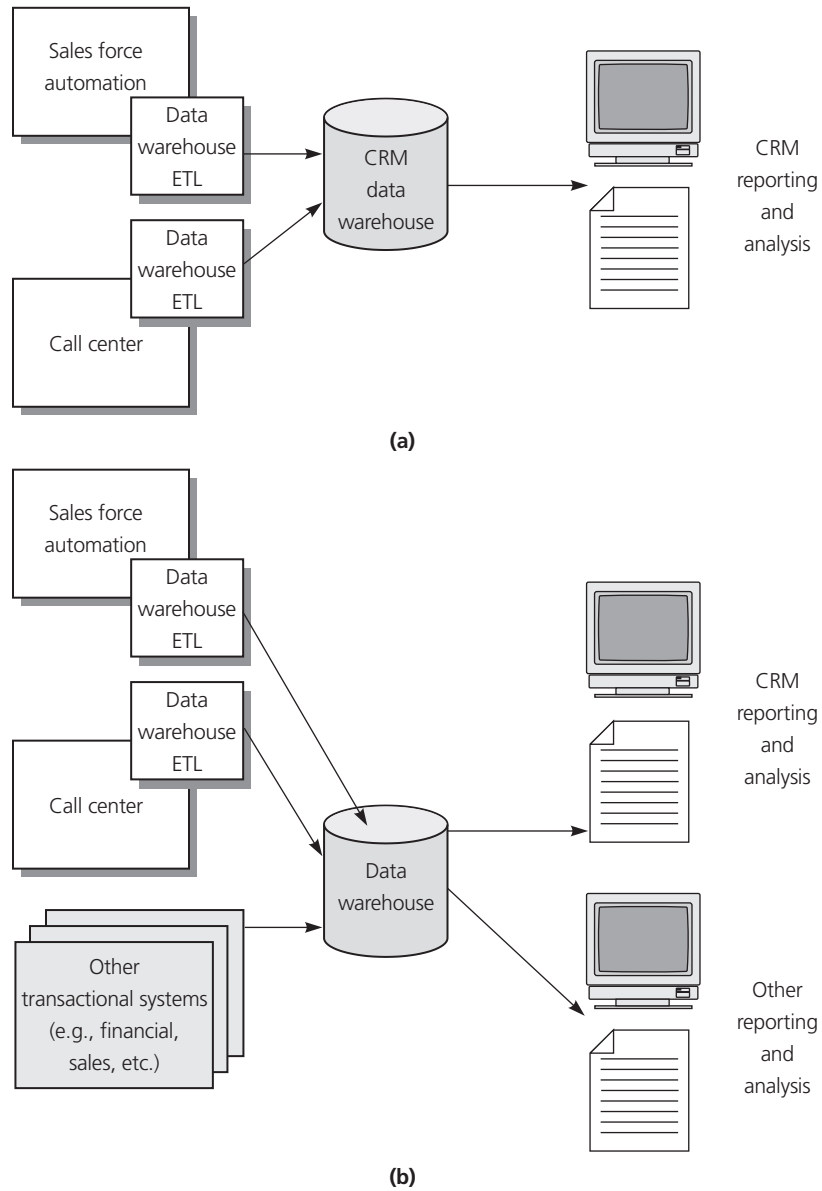 Sales force
automation
Data
warehouse
ETL
CRM
data
warehouse
CRM
reporting
and
analysis
Data
warehouse
ETL
Call center
(a)
Sales force
automation
Data
warehouse
ETL
Data
warehouse
ETL
Call center
CRM
reporting
and
analysis
Data
warehouse
Other
transactional systems
(e.g., financial,
sales, etc.)
Other
reporting
and
analysis
(b)